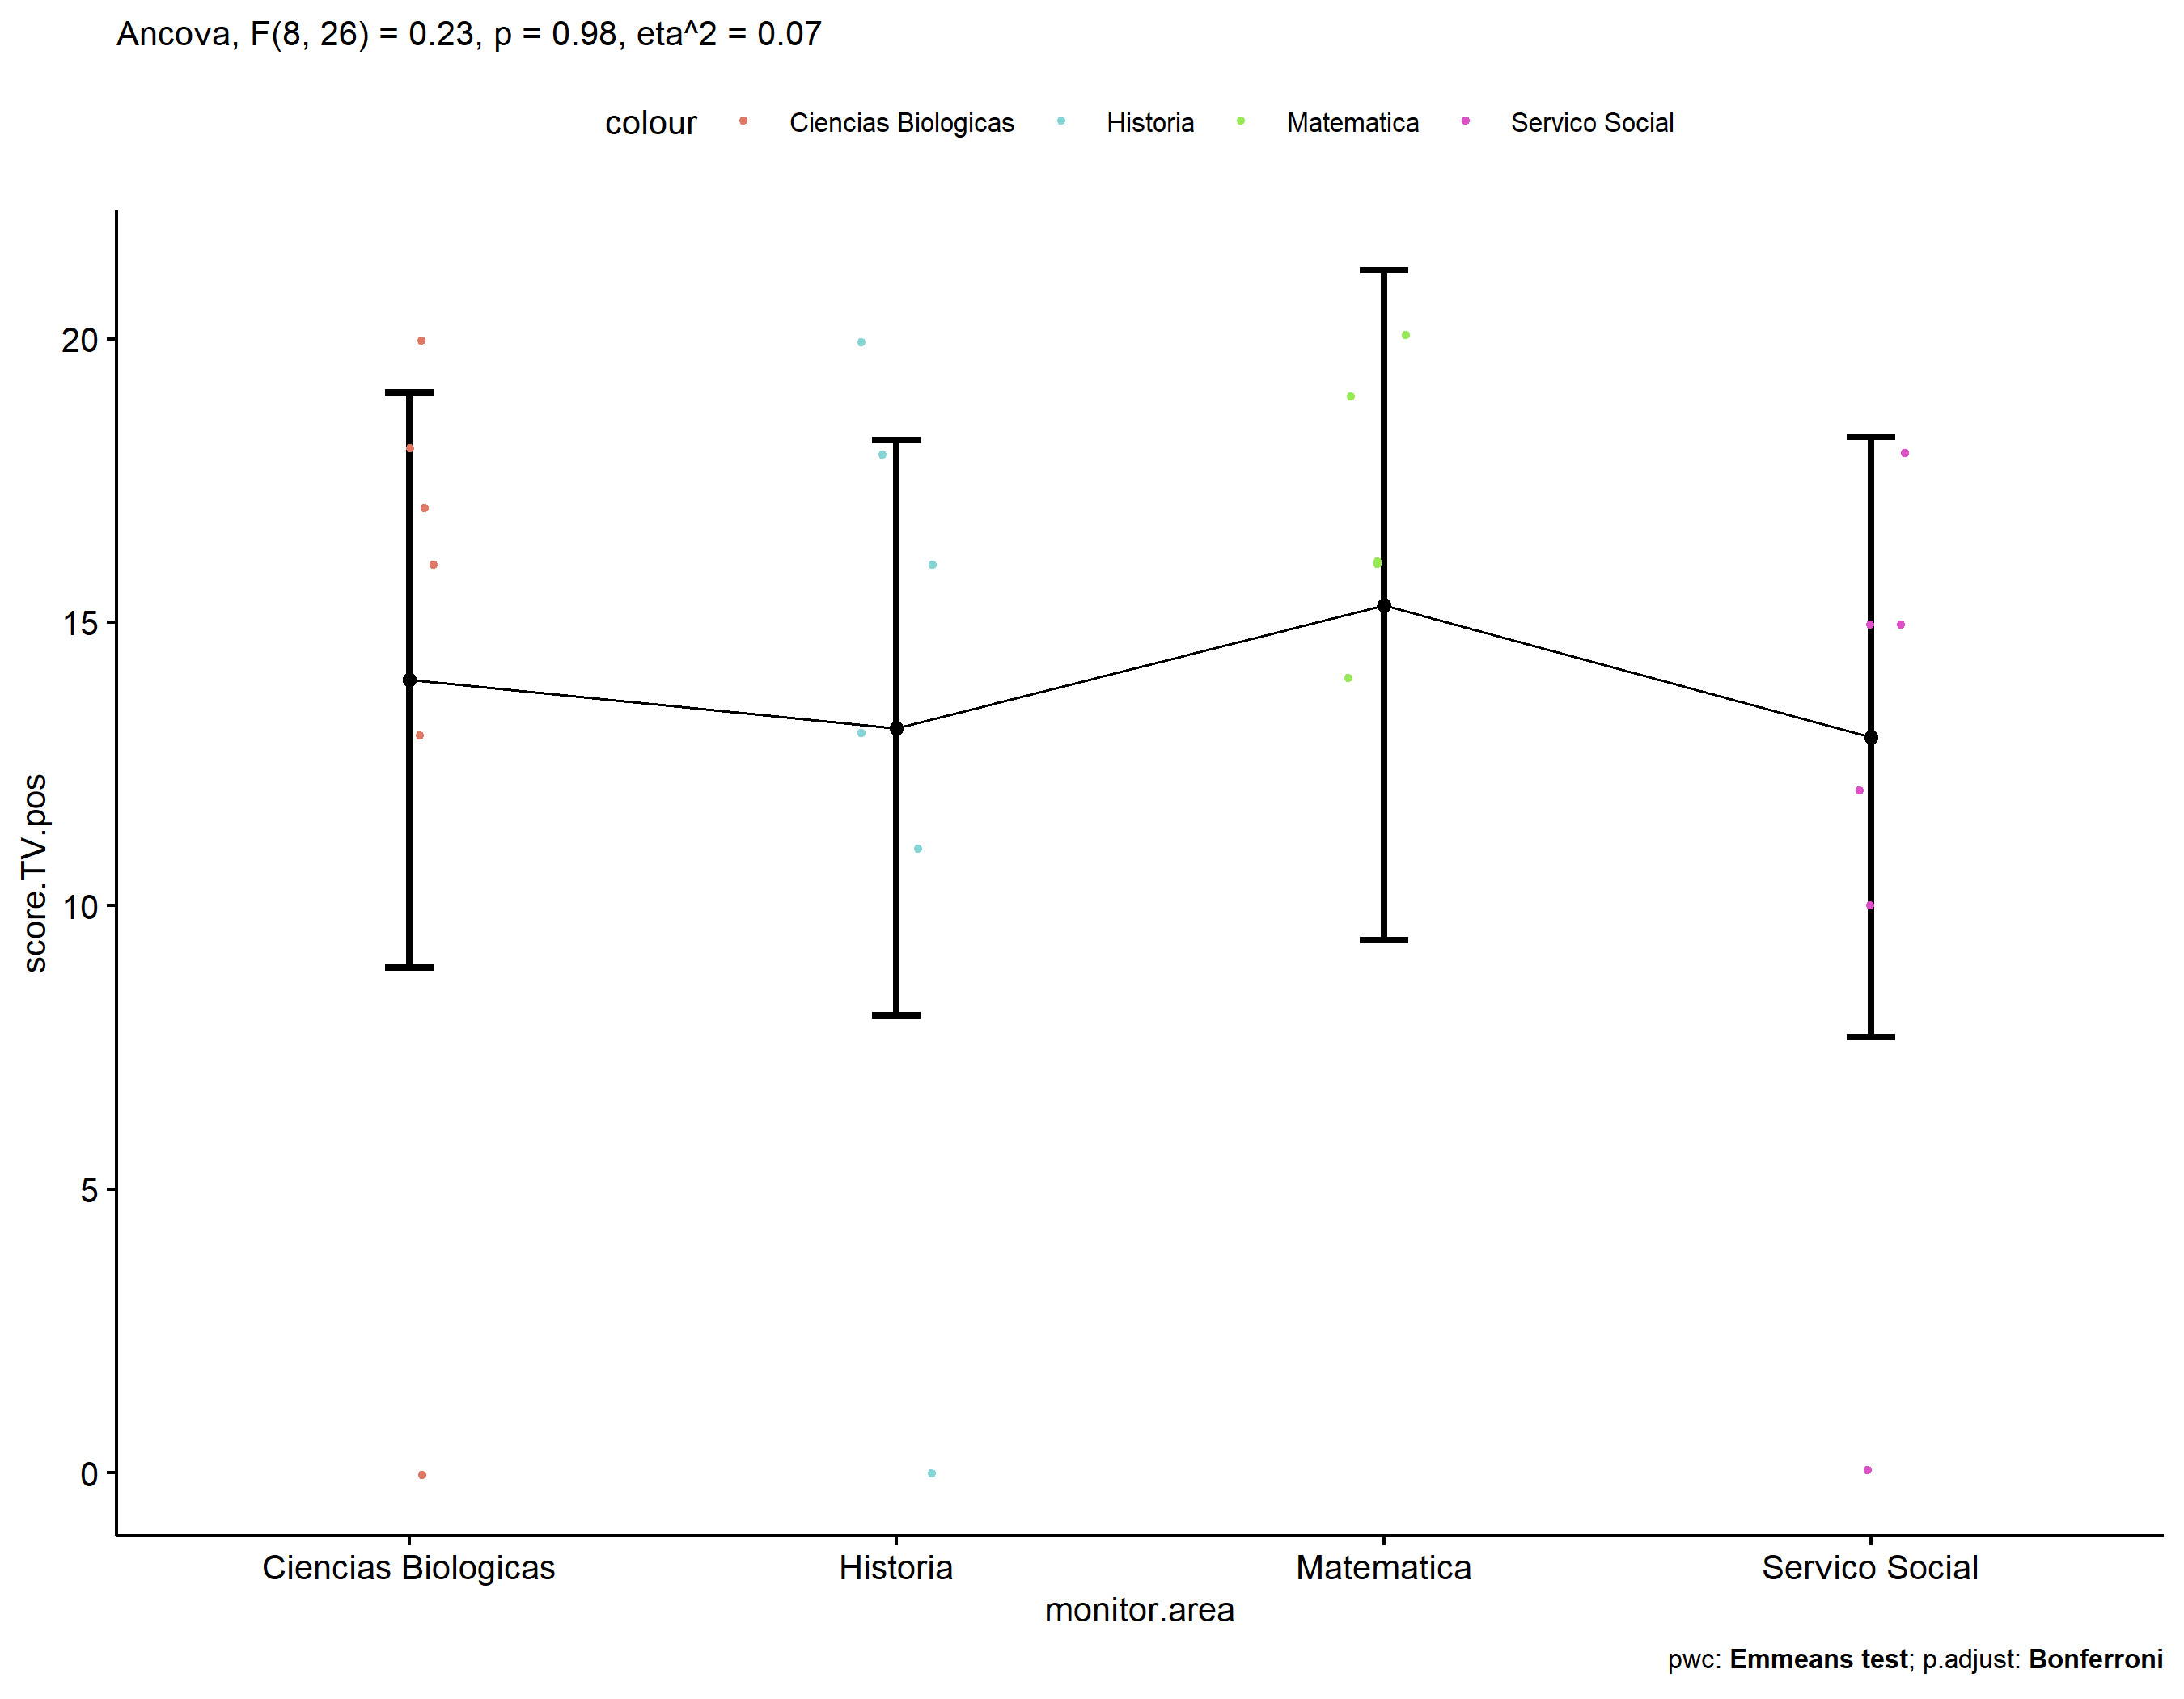 Ancova, F(8, 26) = 0.23, p = 0.98, eta^2 = 0.07
colour Ciencias Biologicas Historia Matematica Servico Social
score.TV.pos
20
15
10
5
0
Ciencias Biologicas Historia Matematica Servico Social
monitor.area
pwc: Emmeans test; p.adjust: Bonferroni